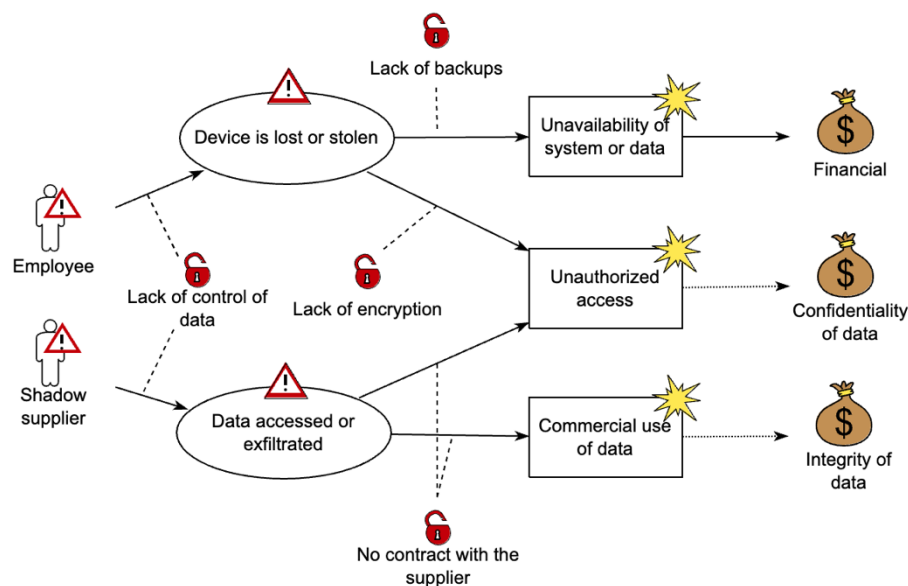 Lack of backups
Device is lost or stolen
Unavailability of
system or data
Financial
Employee
Lack of control of
data
Lack of encryption
Unauthorized
access
Confidentiality
of data
Shadow
supplier
Data accessed or
exfiltrated
Commercial use
of data
Integrity of
data
No contract with the
supplier